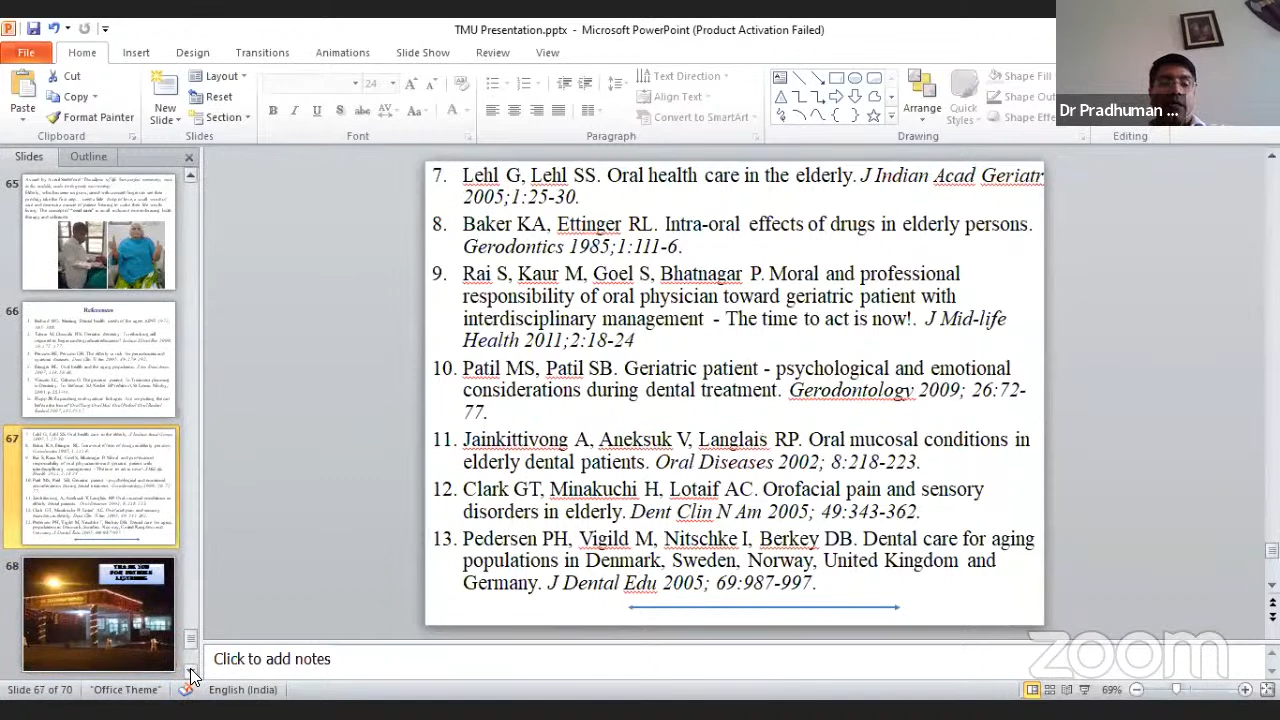 TMU Presentation.pptx - Microsoft PowerPoint (Product Activation Failed)
File Home Insert Design Transitions Animations Slide Show Review View
Cut
Copy
Format Painter
Paste
Clipboard
New
Slide
Layout
Reset
Section
Slides
24
Font
Text Direction
Align Text
Convert to SmartArt
Paragraph
Arrange
Quick
Styles
Shape Fill
Shape Ou
Shape Effe
Drawing
Editing
Dr Pradhuman ...
Slides Outline
65
66
References
67
68
THANK YOU
FOR PATIENT
LISTENING
7. Lehl G, Lehl SS. Oral health care in the elderly. J Indian Acad Geriatr
2005;1:25-30.
8. Baker KA, Ettinger RL. Intra-oral effects of drugs in elderly persons.
Gerodontics 1985;1:111-6.
9. Rai S, Kaur M, Goel S, Bhatnagar P. Moral and professional
responsibility of oral physician toward geriatric patient with
interdisciplinary management - The time to act is now!. J Mid-life
Health 2011;2:18-24
10. Patil MS, Patil SB. Geriatric patient - psychological and emotional
considerations during dental treatment. Gerodontology 2009; 26:72-
77.
11. Jainkittivong A, Aneksuk V, Langlais RP. Oral mucosal conditions in
elderly dental patients. Oral Diseases 2002; 8:218-223.
12. Clark GT, Minakuchi H, Lotaif AC. Orofacial pain and sensory
disorders in elderly. Dent Clin N Am 2005; 49:343-362.
13. Pedersen PH, Vigild M, Nitschke I, Berkey DB. Dental care for aging
populations in Denmark, Sweden, Norway, United Kingdom and
Germany. J Dental Edu 2005; 69:987-997.
Click to add notes
zoom
Slide 67 of 70 "Office Theme" English (India) 69%